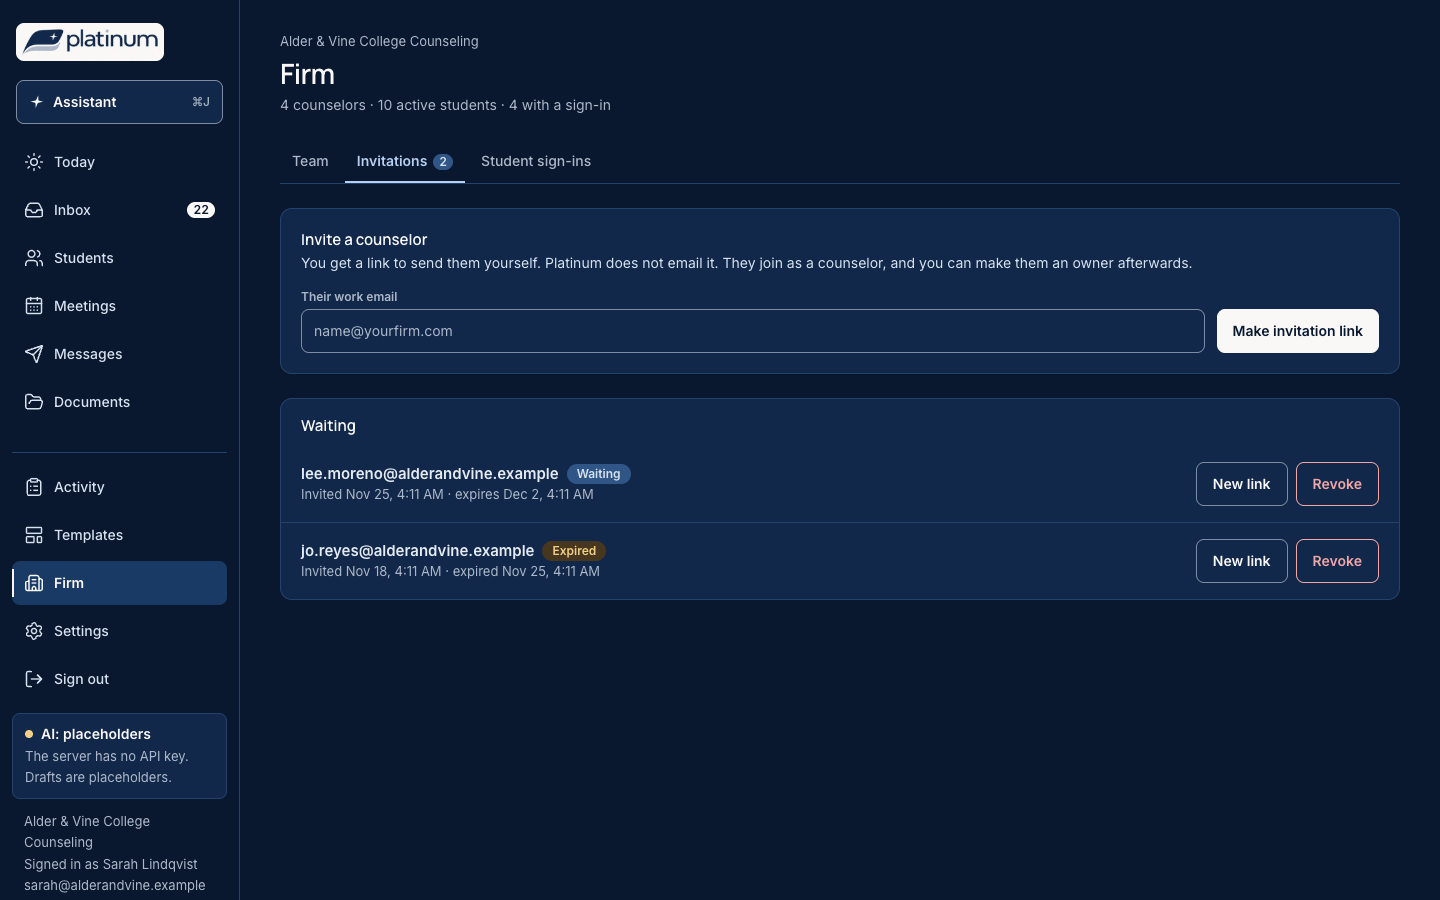 platinum
Assistant ⌘J
Today
Inbox 22
Students
Meetings
Messages
Documents
Activity
Templates
Firm
Settings
Sign out
AI: placeholders
The server has no API key.
Drafts are placeholders.
Alder & Vine College
Counseling
Signed in as Sarah Lindqvist
sarah@alderandvine.example
Alder & Vine College Counseling
Firm
4 counselors · 10 active students · 4 with a sign-in
Team Invitations 2 Student sign-ins
Invite a counselor
You get a link to send them yourself. Platinum does not email it. They join as a counselor, and you can make them an owner afterwards.
Their work email
name@yourfirm.com Make invitation link
Waiting
lee.moreno@alderandvine.example Waiting
Invited Nov 25, 4:11 AM · expires Dec 2, 4:11 AM
New link Revoke
jo.reyes@alderandvine.example Expired
Invited Nov 18, 4:11 AM · expired Nov 25, 4:11 AM
New link Revoke